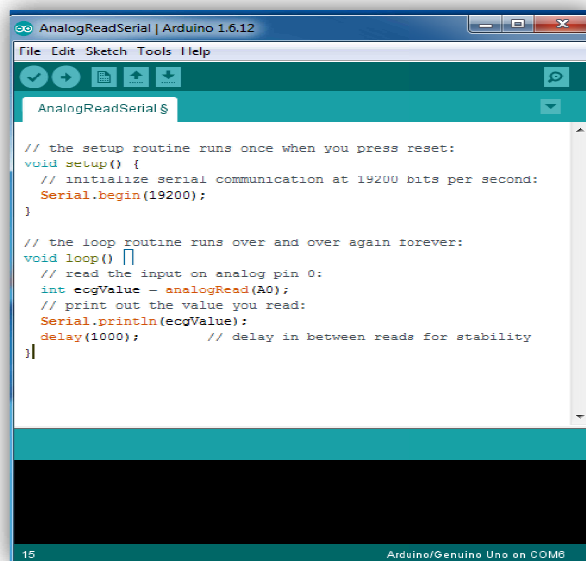 AnalogReadSerial | Arduino 1.6.12
File Edit Sketch Tools Help
AnalogReadSerial §
// the setup routine runs once when you press reset:
void setup() {
// initialize serial communication at 19200 bits per second:
Serial.begin(19200);
}
// the loop routine runs over and over again forever:
void loop() {
// read the input on analog pin 0:
int ecgValue = analogRead(A0);
// print out the value you read:
Serial.println(ecgValue);
delay(1000); // delay in between reads for stability
}
15 Arduino/Genuino Uno on COM6